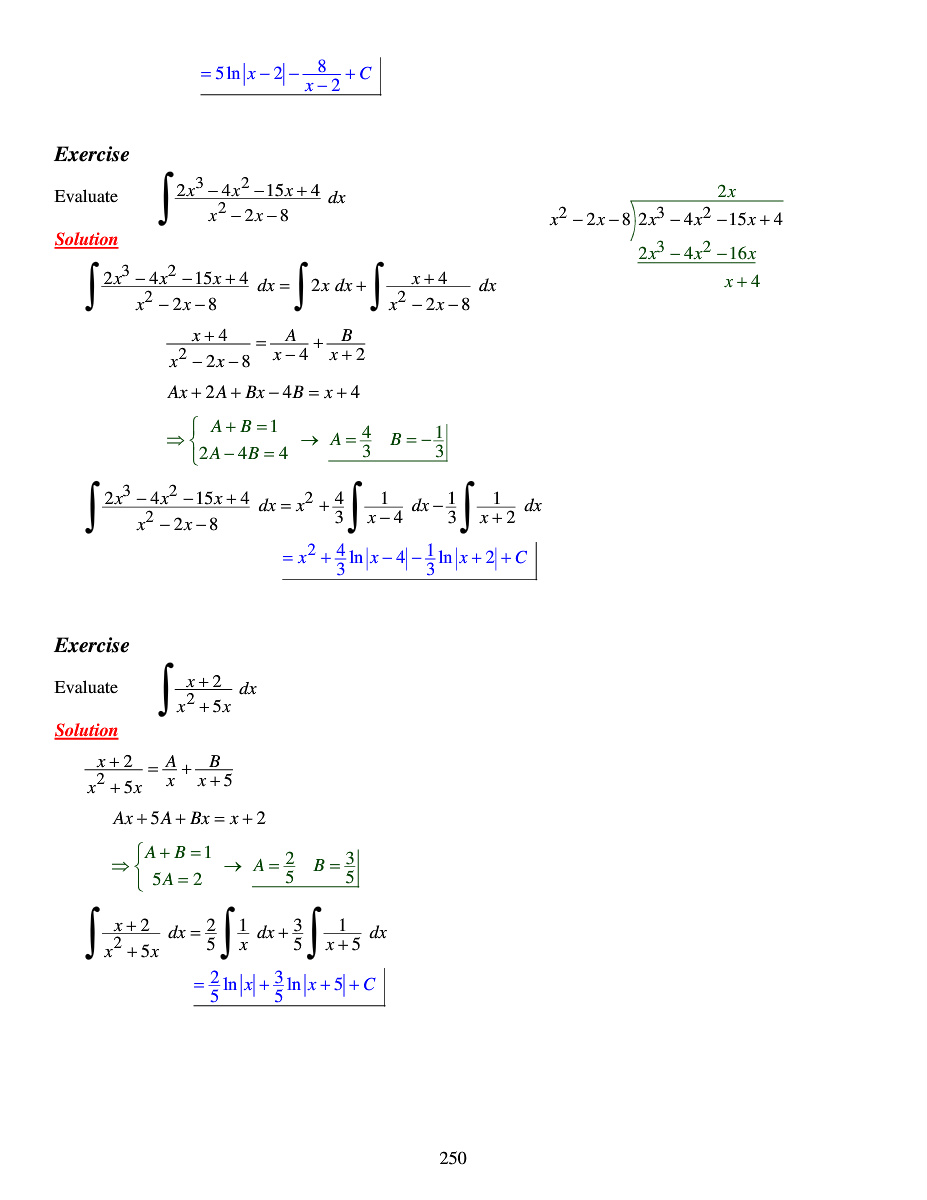 = 5 ln|x − 2| − 8/(x − 2) + C
Exercise
Evaluate ∫ (2x³ − 4x² − 15x + 4)/(x² − 2x − 8) dx
2x
x² − 2x − 8 ) 2x³ − 4x² − 15x + 4
2x³ − 4x² − 16x
x + 4
Solution
∫ (2x³ − 4x² − 15x + 4)/(x² − 2x − 8) dx = ∫ 2x dx + ∫ (x + 4)/(x² − 2x − 8) dx
(x + 4)/(x² − 2x − 8) = A/(x − 4) + B/(x + 2)
Ax + 2A + Bx − 4B = x + 4
⇒ { A + B = 1
2A − 4B = 4 → A = 4/3 B = −1/3
∫ (2x³ − 4x² − 15x + 4)/(x² − 2x − 8) dx = x² + 4/3 ∫ 1/(x − 4) dx − 1/3 ∫ 1/(x + 2) dx
= x² + 4/3 ln|x − 4| − 1/3 ln|x + 2| + C
Exercise
Evaluate ∫ (x + 2)/(x² + 5x) dx
Solution
(x + 2)/(x² + 5x) = A/x + B/(x + 5)
Ax + 5A + Bx = x + 2
⇒ { A + B = 1
5A = 2 → A = 2/5 B = 3/5
∫ (x + 2)/(x² + 5x) dx = 2/5 ∫ 1/x dx + 3/5 ∫ 1/(x + 5) dx
= 2/5 ln|x| + 3/5 ln|x + 5| + C
250